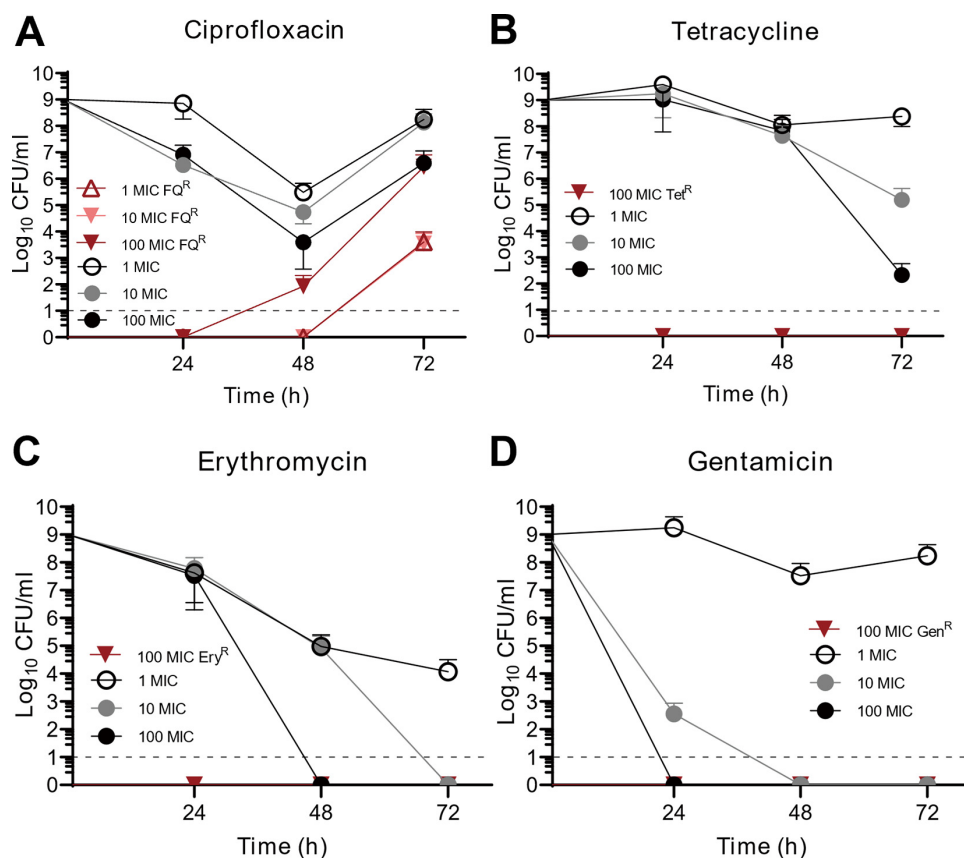 A
Ciprofloxacin
10
9
8
7
6
5
4
3
2
1
0
Log10 CFU/ml
1 MIC FQR
10 MIC FQR
100 MIC FQR
1 MIC
10 MIC
100 MIC
24
48
72
Time (h)
B
Tetracycline
10
9
8
7
6
5
4
3
2
1
0
Log10 CFU/ml
100 MIC TetR
1 MIC
10 MIC
100 MIC
24
48
72
Time (h)
C
Erythromycin
10
9
8
7
6
5
4
3
2
1
0
Log10 CFU/ml
100 MIC EryR
1 MIC
10 MIC
100 MIC
24
48
72
Time (h)
D
Gentamicin
10
9
8
7
6
5
4
3
2
1
0
Log10 CFU/ml
100 MIC GenR
1 MIC
10 MIC
100 MIC
24
48
72
Time (h)